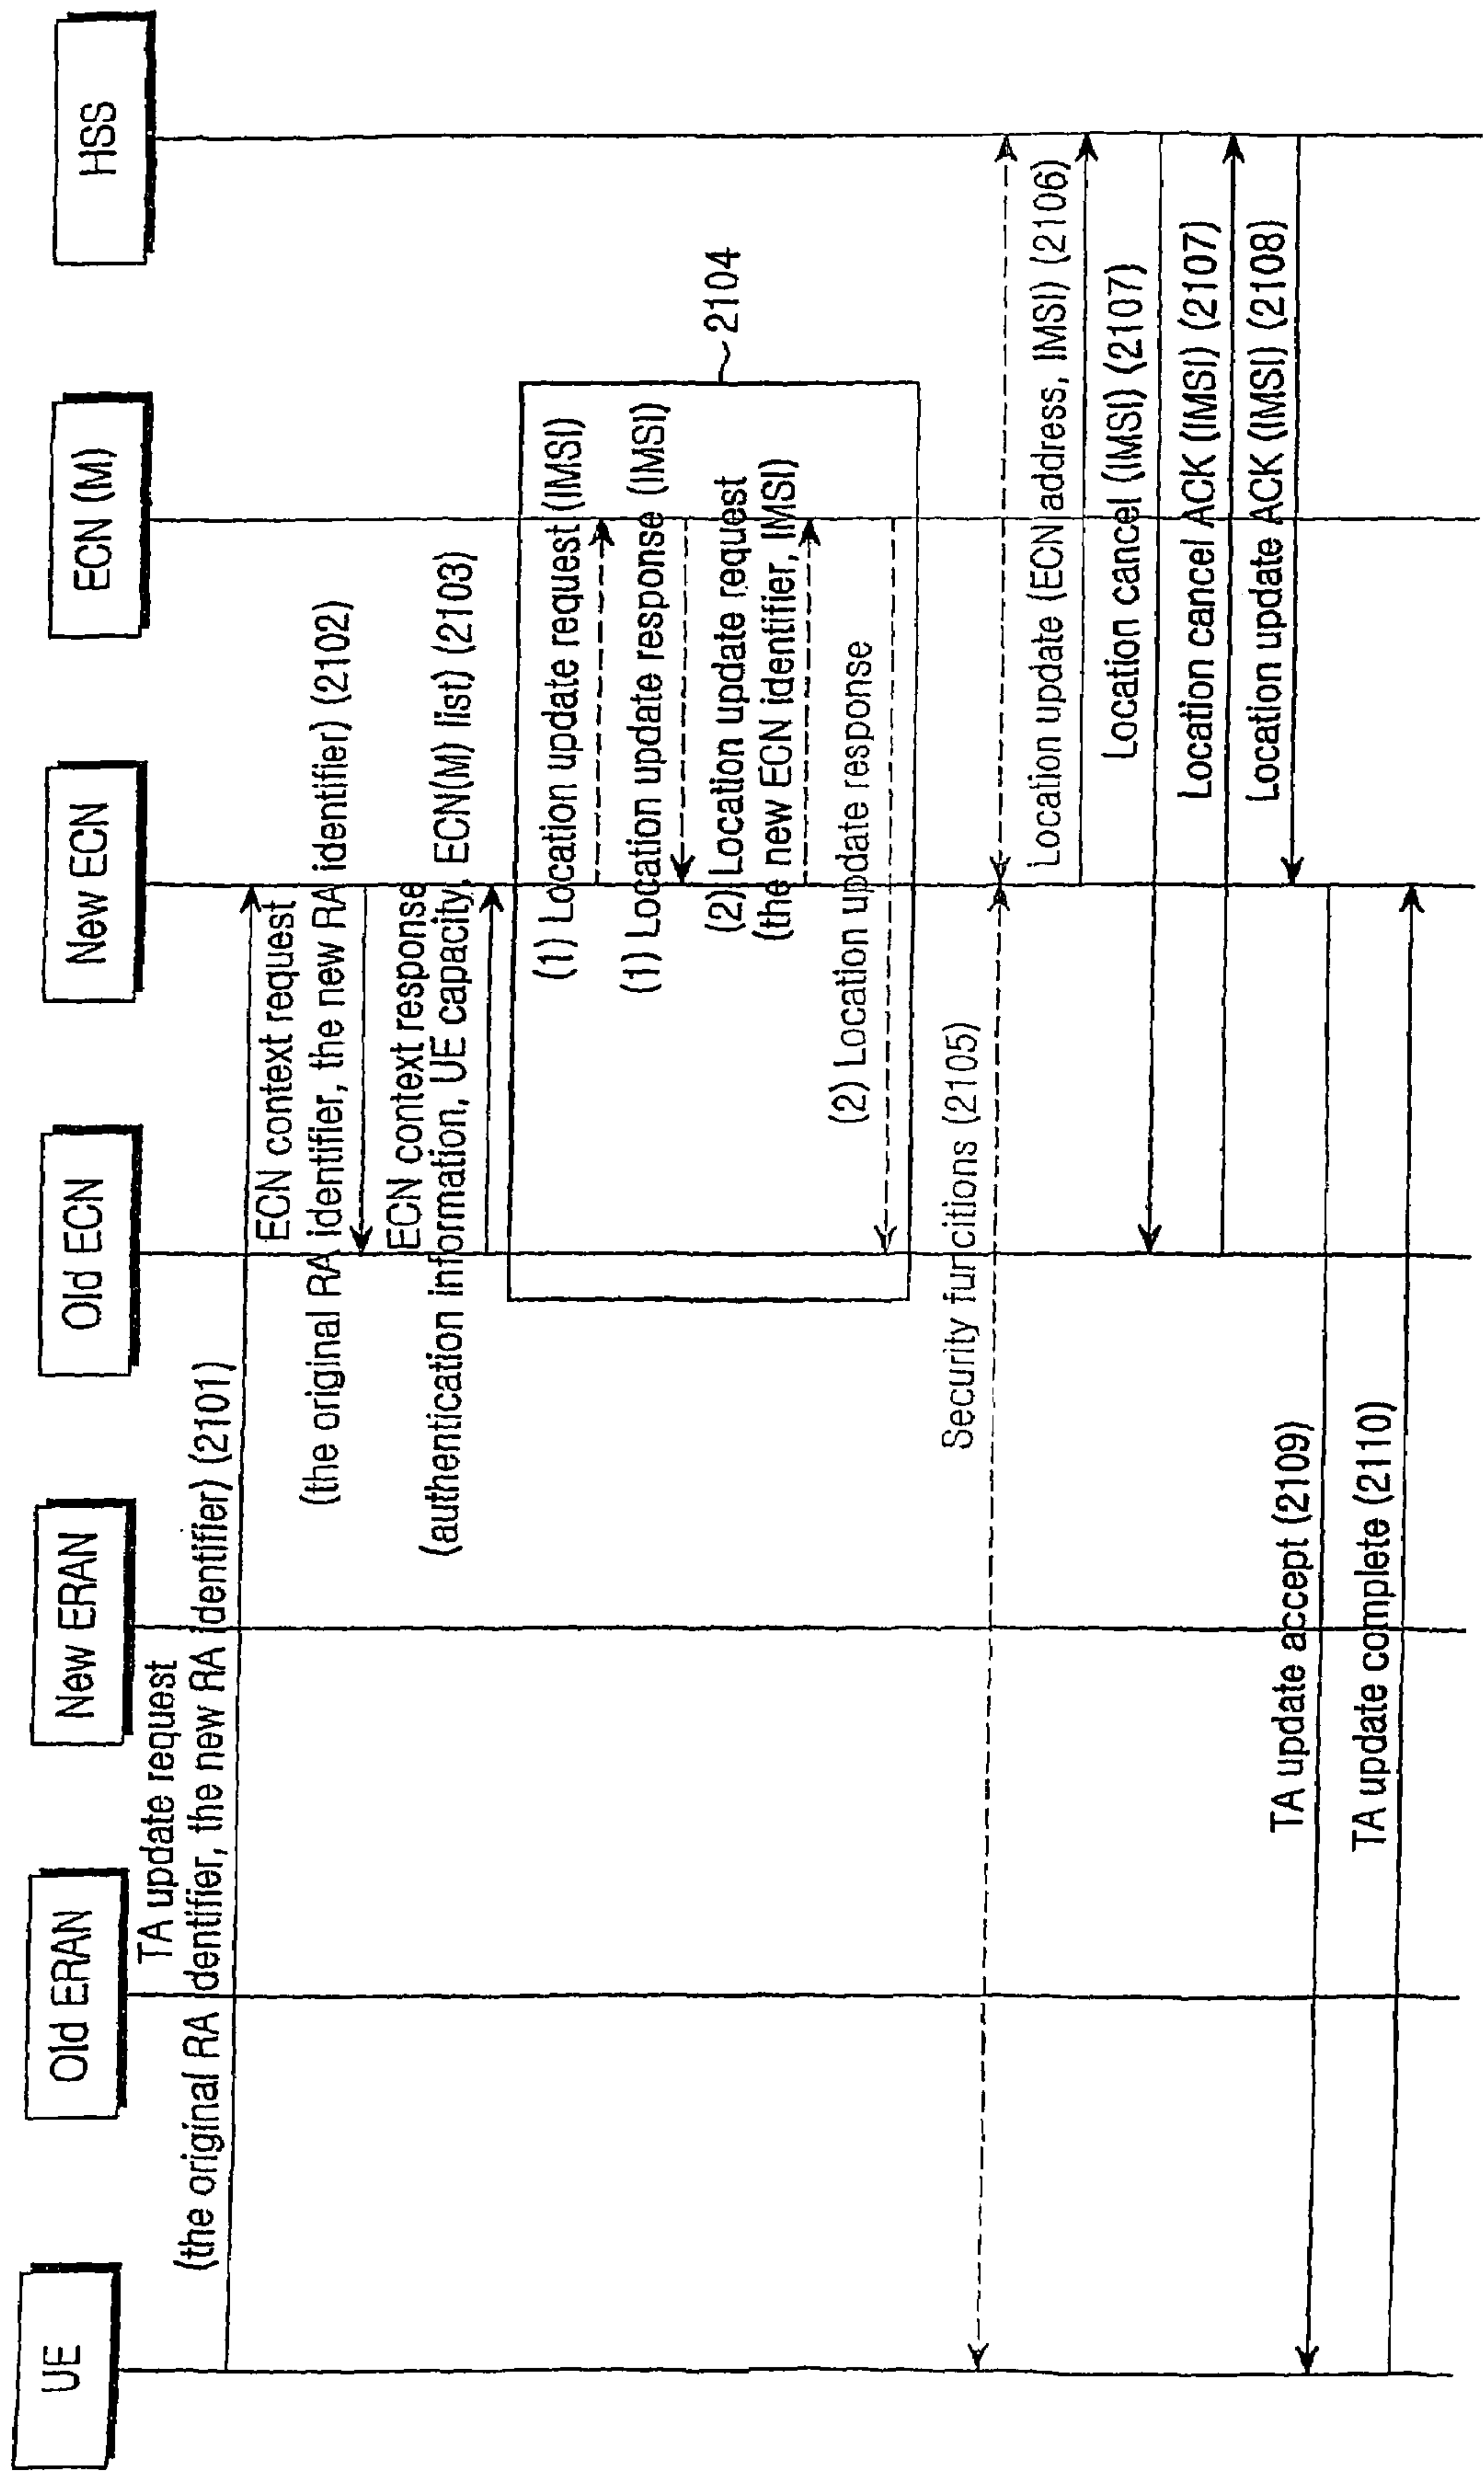 UE
Old ERAN
New ERAN
Old ECN
New ECN
ECN (M)
HSS
TA update request
(the original RA identifier, the new RA identifier) (2101)
ECN context request
(the original RA identifier, the new RA identifier) (2102)
ECN context response
(authentication information, UE capacity, ECN(M) list) (2103)
2104
(1) Location update request (IMSI)
(1) Location update response (IMSI)
(2) Location update request
(the new ECN identifier, IMSI)
(2) Location update response
Security funcitions (2105)
Location update (ECN address, IMSI) (2106)
Location cancel (IMSI) (2107)
Location cancel ACK (IMSI) (2107)
Location update ACK (IMSI) (2108)
TA update accept (2109)
TA update complete (2110)